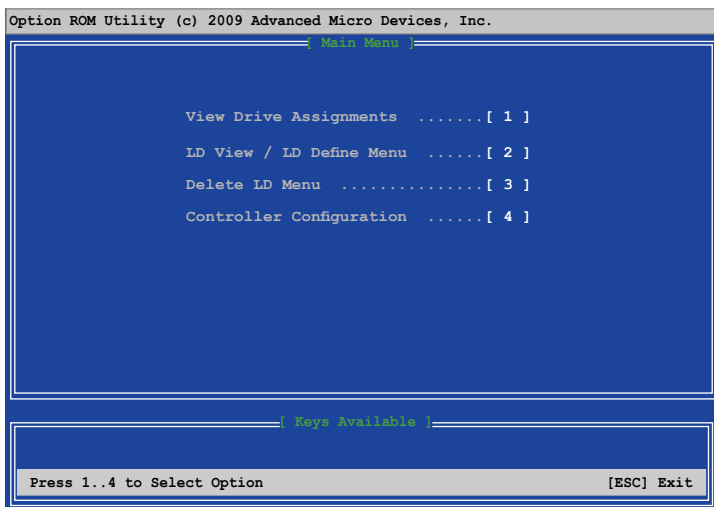 Option ROM Utility (c) 2009 Advanced Micro Devices, Inc.
[ Main Menu ]
View Drive Assignments .......[ 1 ]
LD View / LD Define Menu ......[ 2 ]
Delete LD Menu ...............[ 3 ]
Controller Configuration ......[ 4 ]
[ Keys Available ]
Press 1..4 to Select Option [ESC] Exit